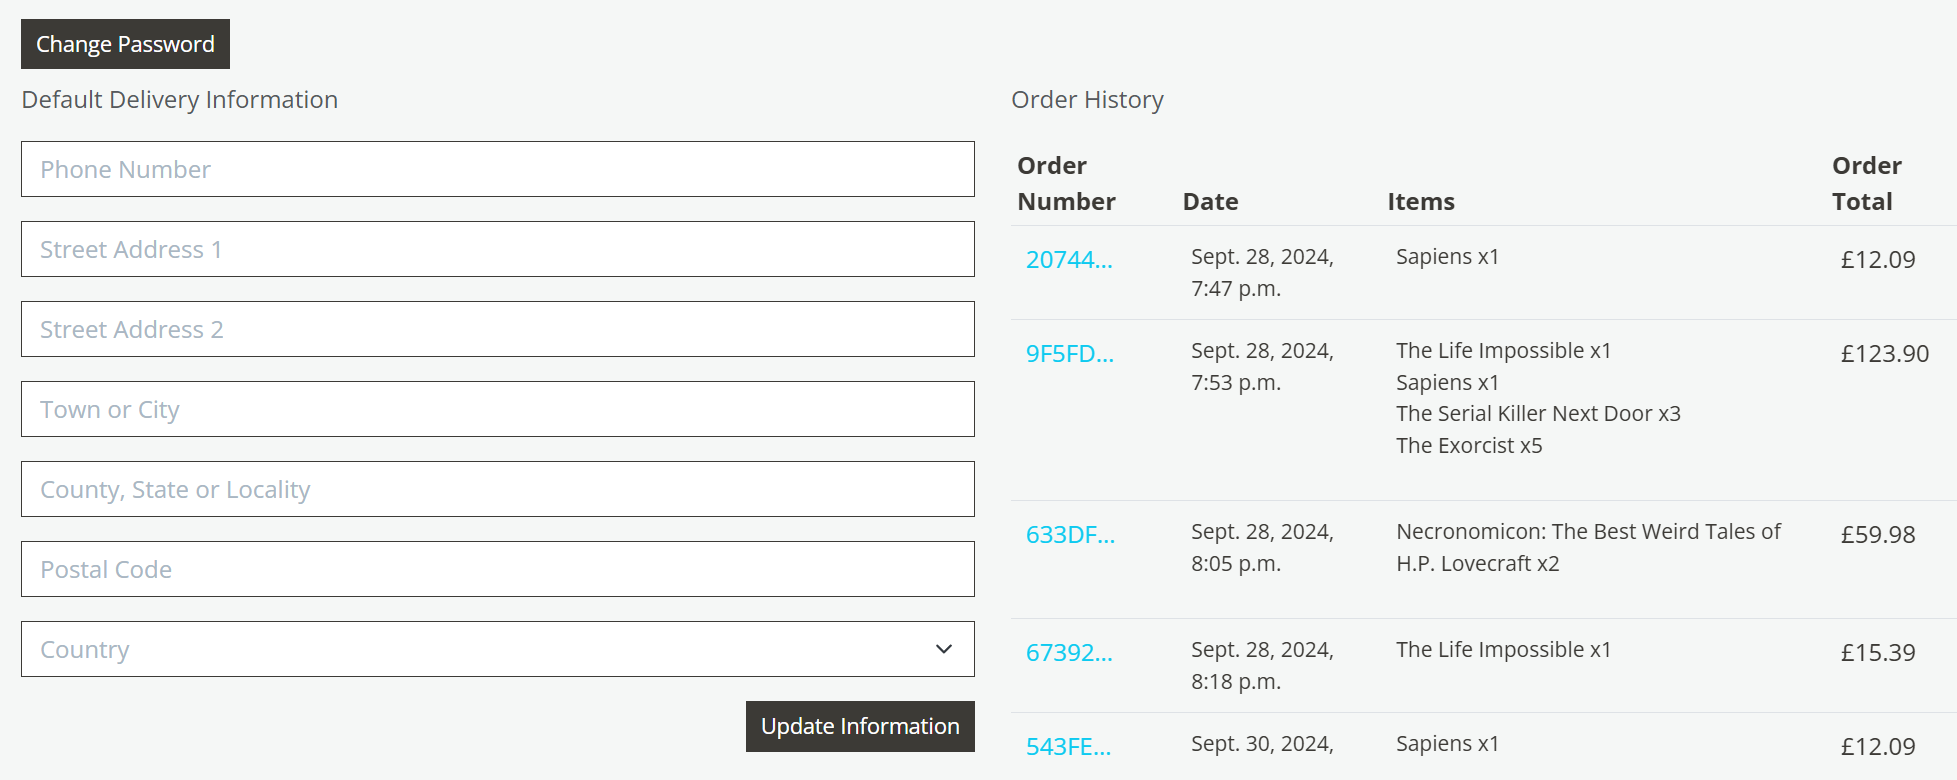 Change Password
Default Delivery Information
Phone Number
Street Address 1
Street Address 2
Town or City
County, State or Locality
Postal Code
Country
Update Information
Order History
Order Number
Date
Items
Order Total
20744...
Sept. 28, 2024,
7:47 p.m.
Sapiens x1
£12.09
9F5FD...
Sept. 28, 2024,
7:53 p.m.
The Life Impossible x1
Sapiens x1
The Serial Killer Next Door x3
The Exorcist x5
£123.90
633DF...
Sept. 28, 2024,
8:05 p.m.
Necronomicon: The Best Weird Tales of
H.P. Lovecraft x2
£59.98
67392...
Sept. 28, 2024,
8:18 p.m.
The Life Impossible x1
£15.39
543FE...
Sept. 30, 2024,
Sapiens x1
£12.09